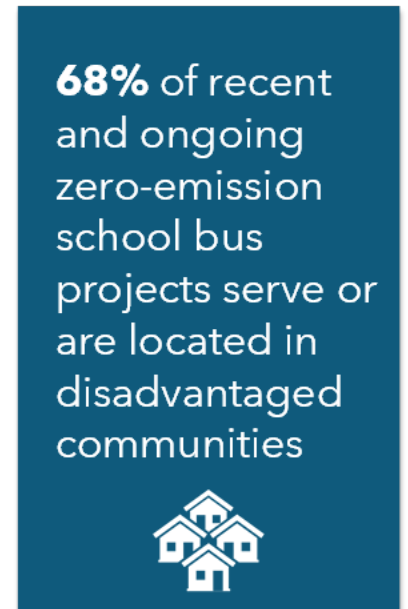 68% of recent
and ongoing
zero-emission
school bus
projects serve or
are located in
disadvantaged
communities